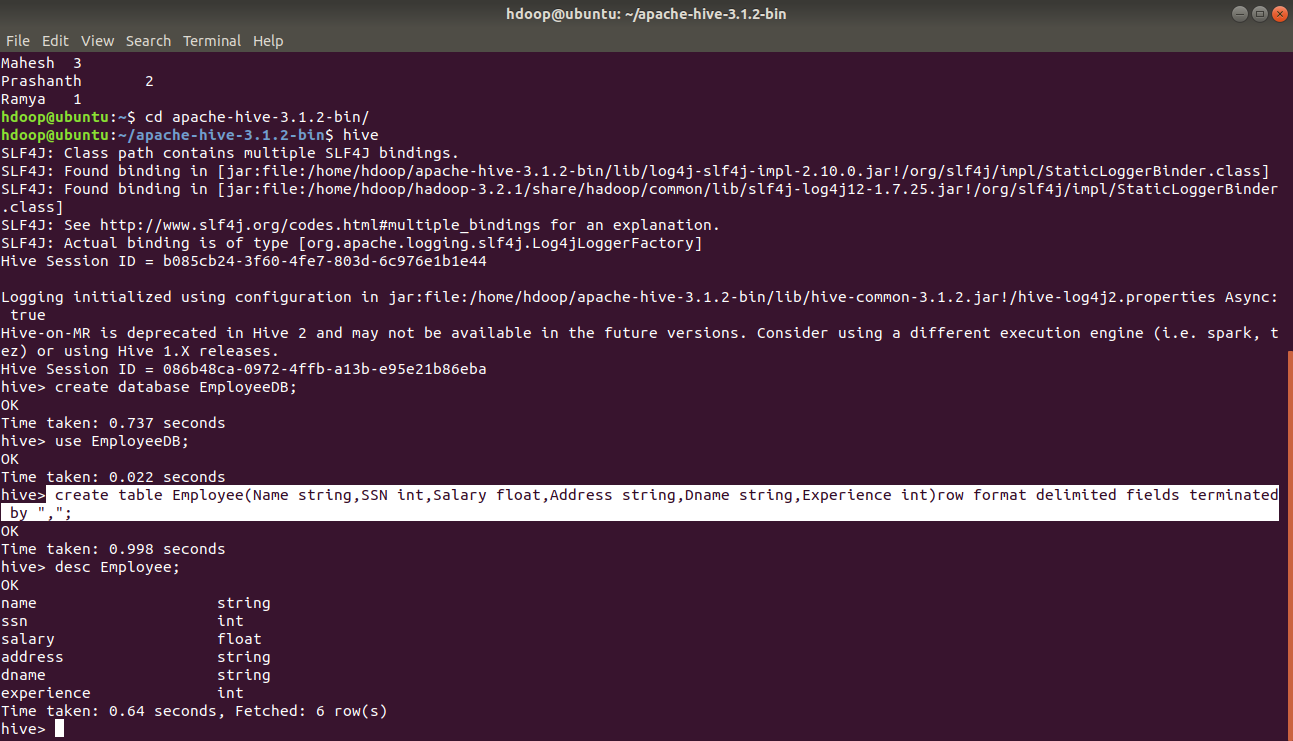 hdoop@ubuntu: ~/apache-hive-3.1.2-bin
File Edit View Search Terminal Help
Mahesh  3
Prashanth       2
Ramya   1
hdoop@ubuntu:~$ cd apache-hive-3.1.2-bin/
hdoop@ubuntu:~/apache-hive-3.1.2-bin$ hive
SLF4J: Class path contains multiple SLF4J bindings.
SLF4J: Found binding in [jar:file:/home/hdoop/apache-hive-3.1.2-bin/lib/log4j-slf4j-impl-2.10.0.jar!/org/slf4j/impl/StaticLoggerBinder.class]
SLF4J: Found binding in [jar:file:/home/hdoop/hadoop-3.2.1/share/hadoop/common/lib/slf4j-log4j12-1.7.25.jar!/org/slf4j/impl/StaticLoggerBinder
.class]
SLF4J: See http://www.slf4j.org/codes.html#multiple_bindings for an explanation.
SLF4J: Actual binding is of type [org.apache.logging.slf4j.Log4jLoggerFactory]
Hive Session ID = b085cb24-3f60-4fe7-803d-6c976e1b1e44
Logging initialized using configuration in jar:file:/home/hdoop/apache-hive-3.1.2-bin/lib/hive-common-3.1.2.jar!/hive-log4j2.properties Async:
 true
Hive-on-MR is deprecated in Hive 2 and may not be available in the future versions. Consider using a different execution engine (i.e. spark, t
ez) or using Hive 1.X releases.
Hive Session ID = 086b48ca-0972-4ffb-a13b-e95e21b86eba
hive> create database EmployeeDB;
OK
Time taken: 0.737 seconds
hive> use EmployeeDB;
OK
Time taken: 0.022 seconds
hive> create table Employee(Name string,SSN int,Salary float,Address string,Dname string,Experience int)row format delimited fields terminated
 by ",";
OK
Time taken: 0.998 seconds
hive> desc Employee;
OK
name                    string
ssn                     int
salary                  float
address                 string
dname                   string
experience              int
Time taken: 0.64 seconds, Fetched: 6 row(s)
hive>